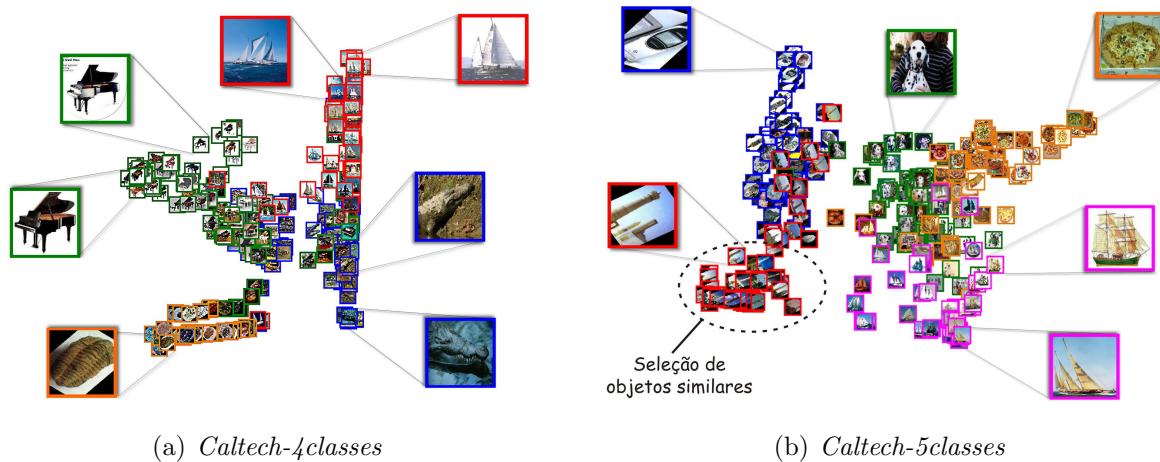 Seleção de
objetos similares
(a) Caltech-4classes
(b) Caltech-5classes